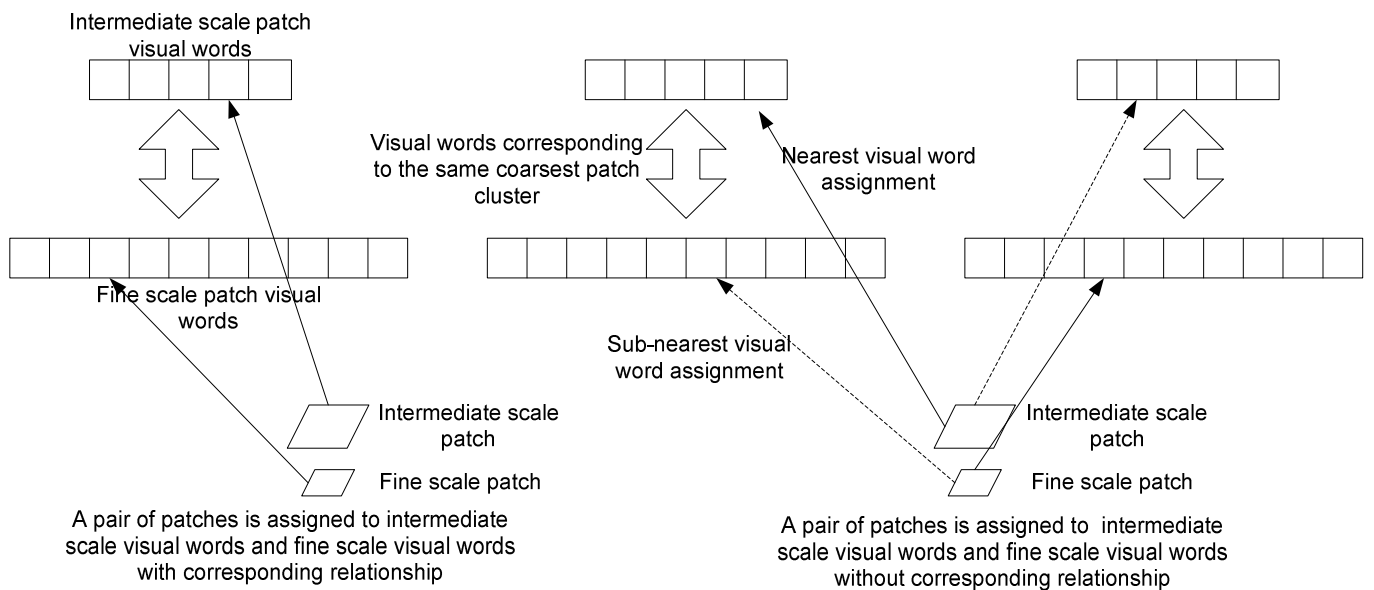 Intermediate scale patch
visual words
Visual words corresponding
to the same coarsest patch
cluster
Nearest visual word
assignment
Fine scale patch visual
words
Sub-nearest visual
word assignment
Intermediate scale
patch
Fine scale patch
A pair of patches is assigned to intermediate
scale visual words and fine scale visual words
with corresponding relationship
Intermediate scale
patch
Fine scale patch
A pair of patches is assigned to intermediate
scale visual words and fine scale visual words
without corresponding relationship